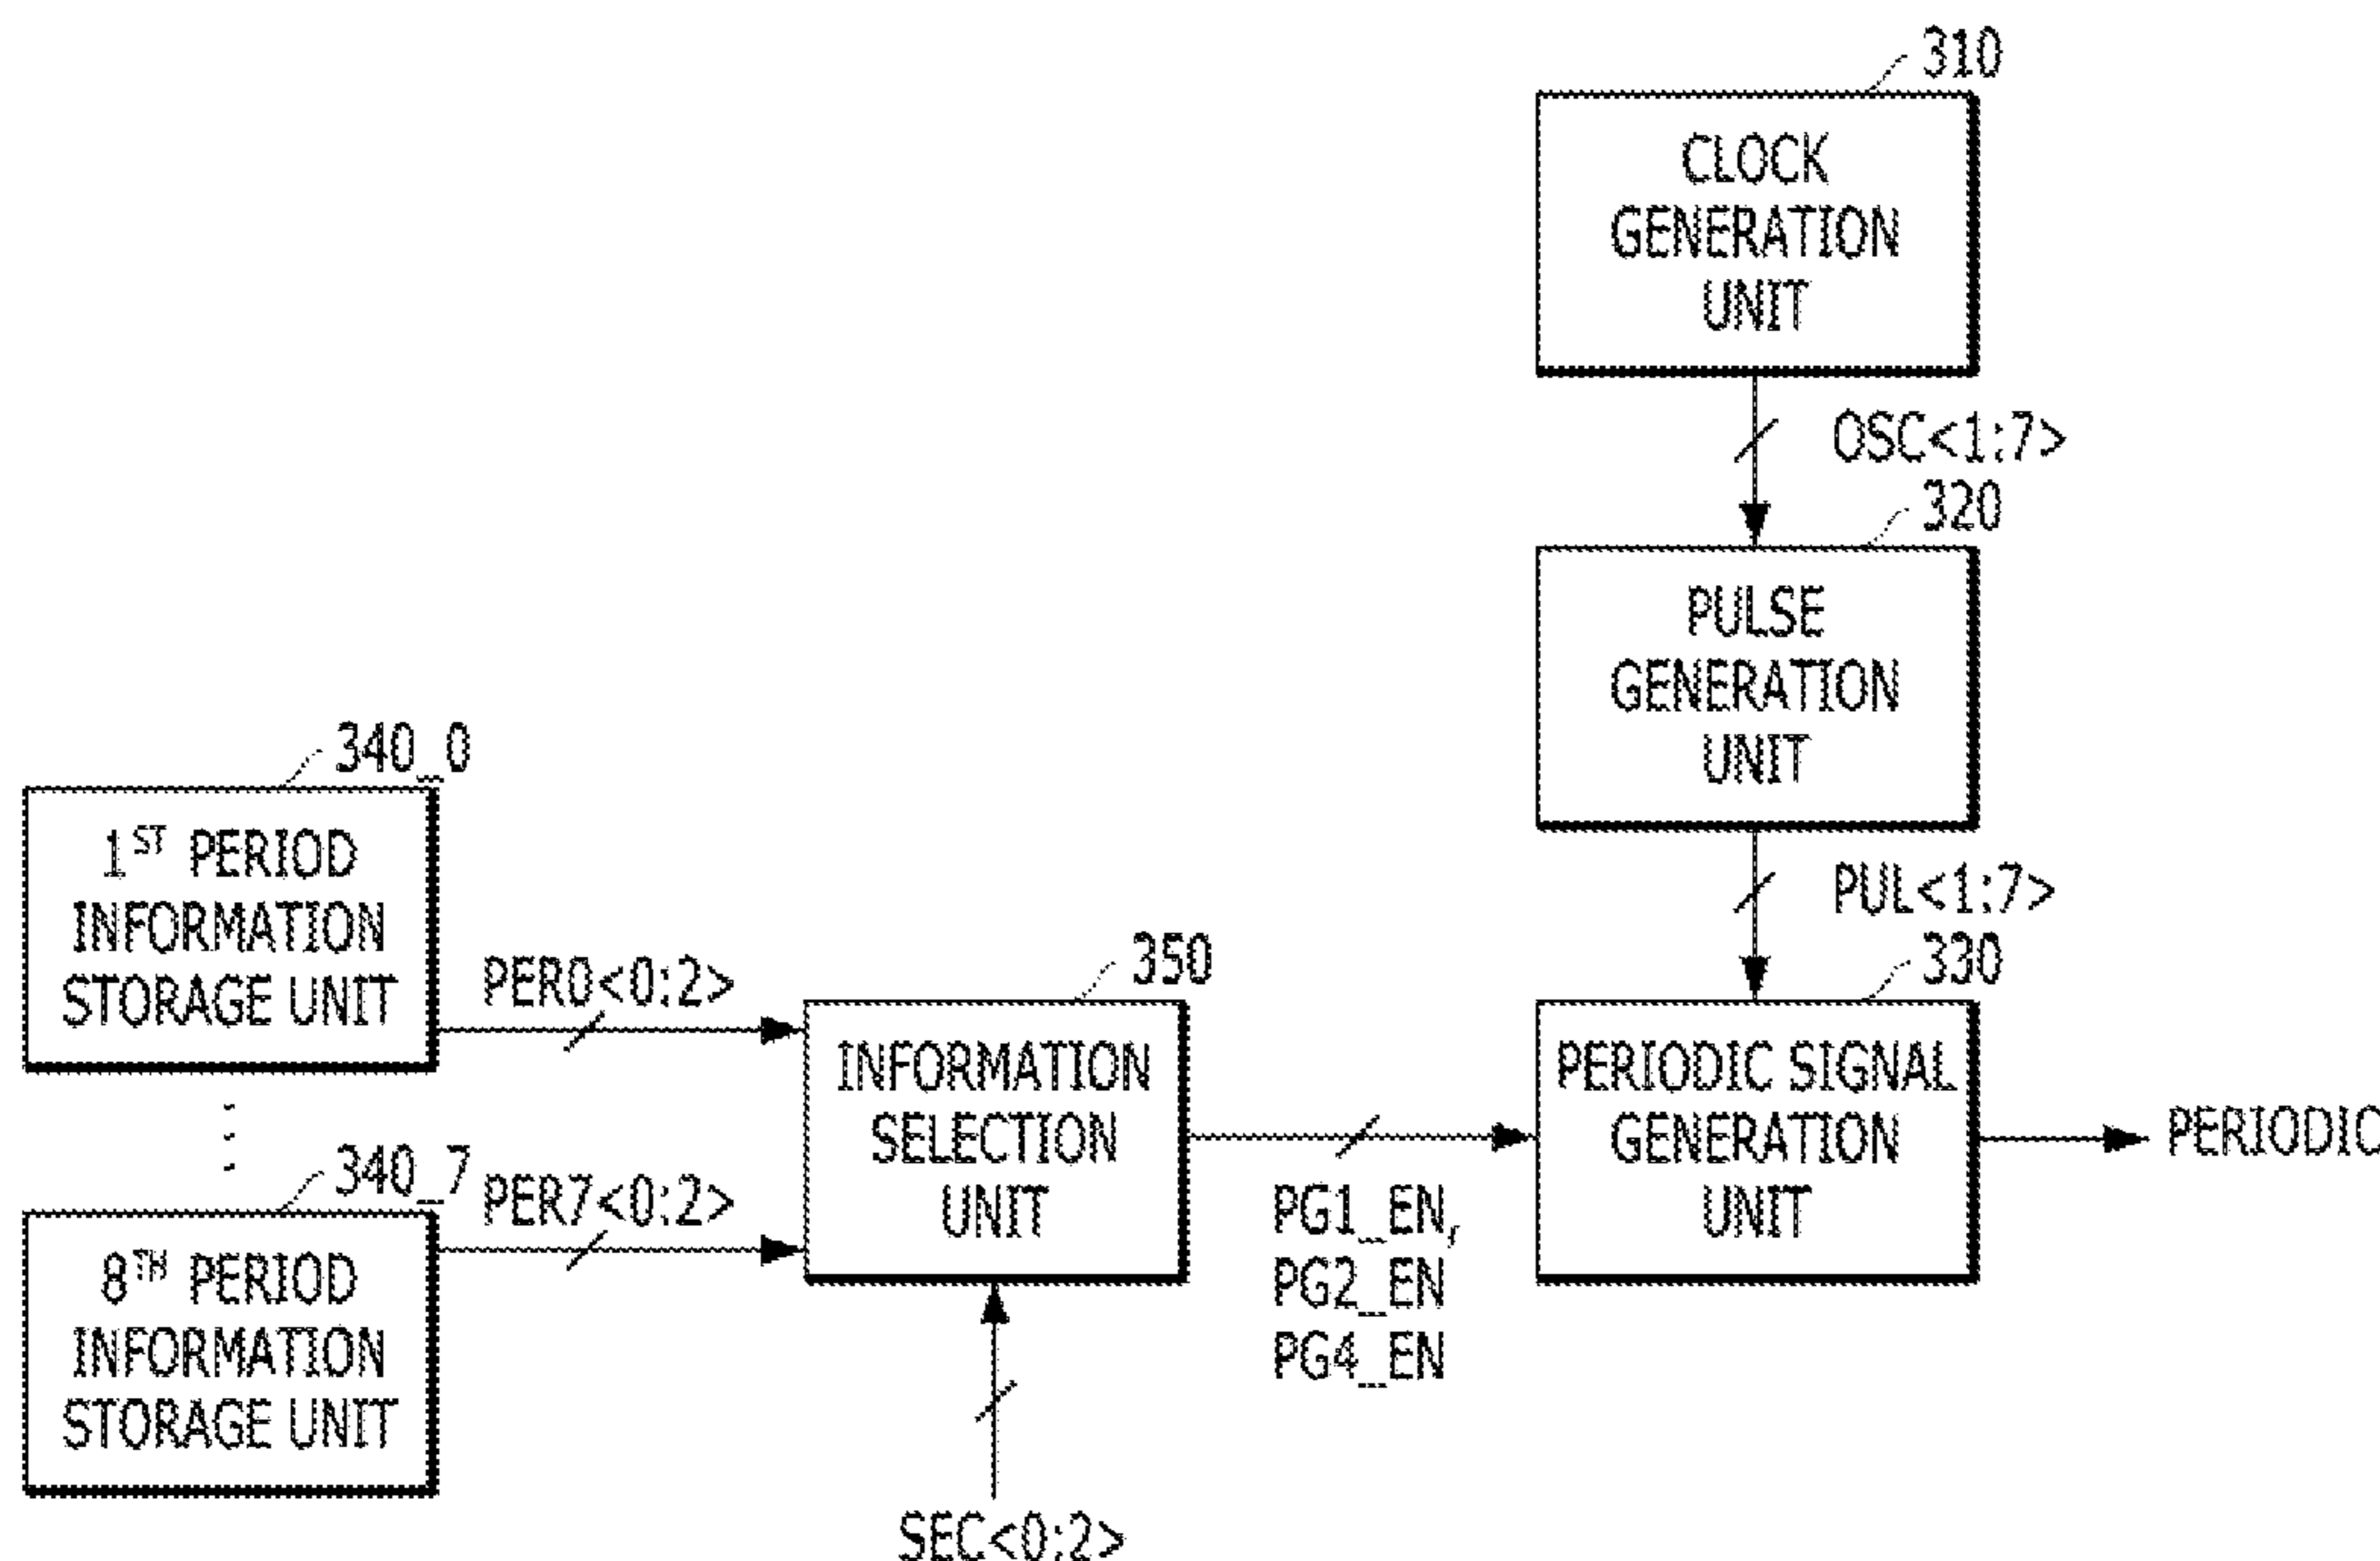 310
CLOCK
GENERATION
UNIT
OSC<1:7>
320
PULSE
GENERATION
UNIT
PUL<1:7>
340_0
1ST PERIOD
INFORMATION
STORAGE UNIT
PER0<0:2>
350
330
INFORMATION
SELECTION
UNIT
PERIODIC SIGNAL
GENERATION
UNIT
PERIODIC
340_7
PER7<0:2>
8TH PERIOD
INFORMATION
STORAGE UNIT
PG1_EN,
PG2_EN
PG4_EN
SEC<0:2>